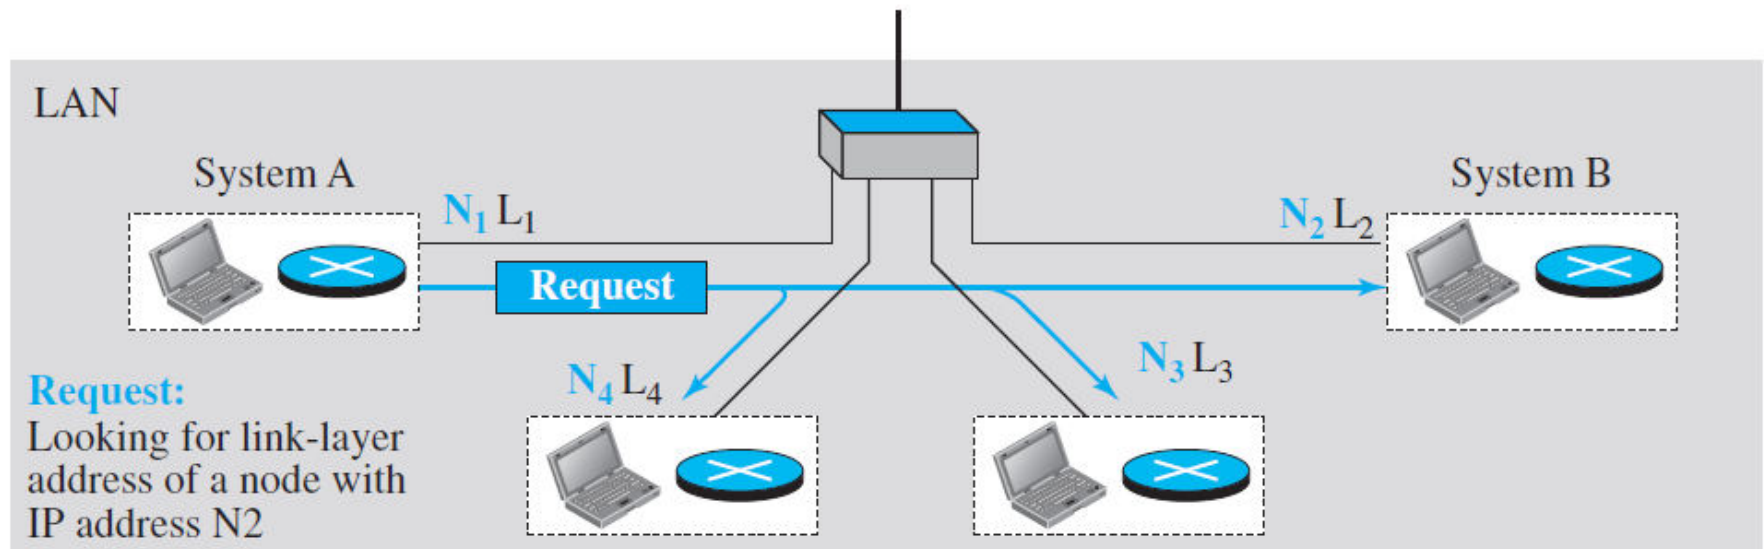 LAN
System A
System B
N₁ L₁
N₂ L₂
Request
N₄ L₄
N₃ L₃
Request:
Looking for link-layer
address of a node with
IP address N2